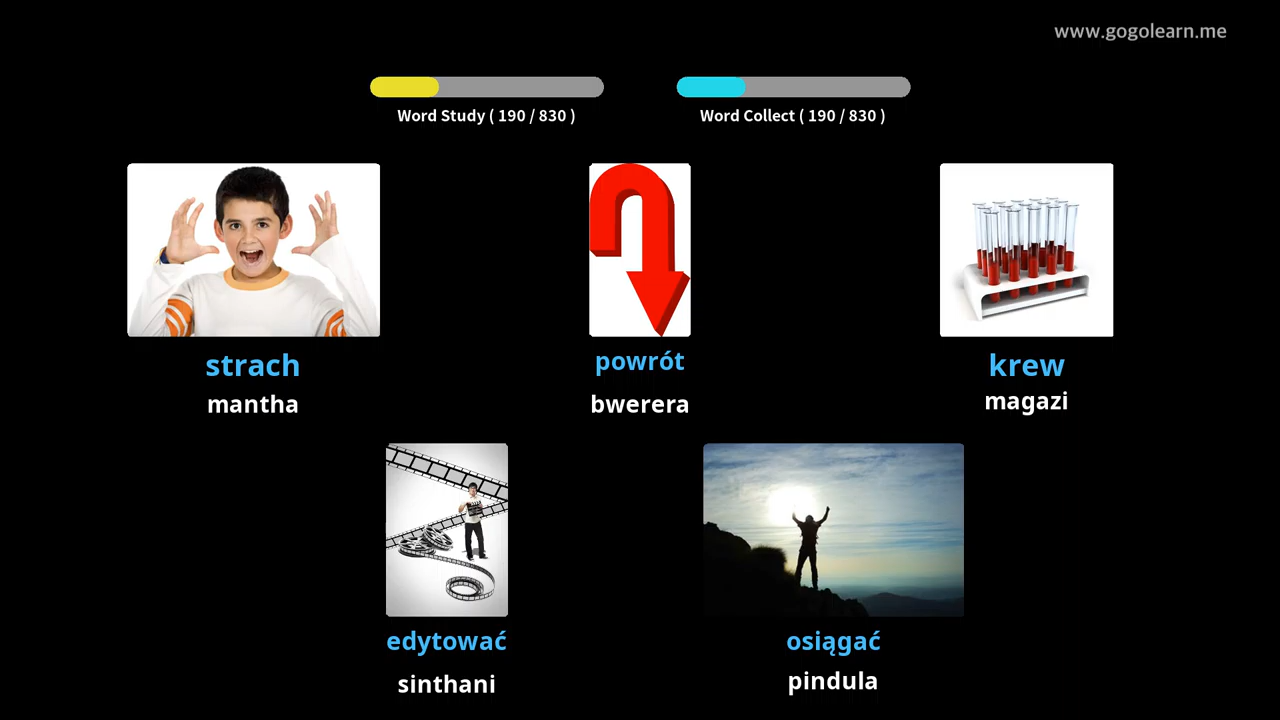 www.gogolearn.me
Word Study ( 190 / 830 )
Word Collect ( 190 / 830 )
strach
mantha
powrót
bwerera
krew
magazi
edytować
sinthani
osiągać
pindula